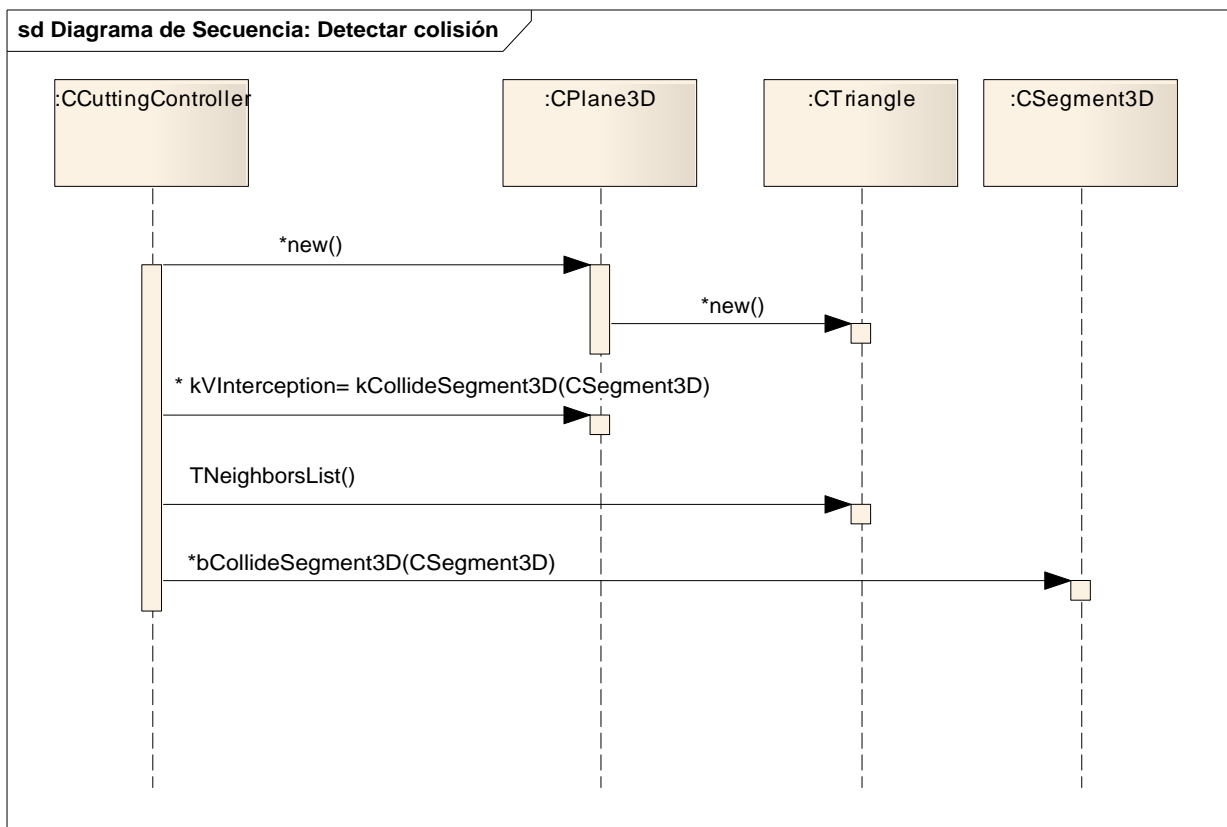 sd Diagrama de Secuencia: Detectar colisión
:CCuttingController
:CPlane3D
:CTriangle
:CSegment3D
*new()
*new()
* kVInterception= kCollideSegment3D(CSegment3D)
TNeighborsList()
*bCollideSegment3D(CSegment3D)